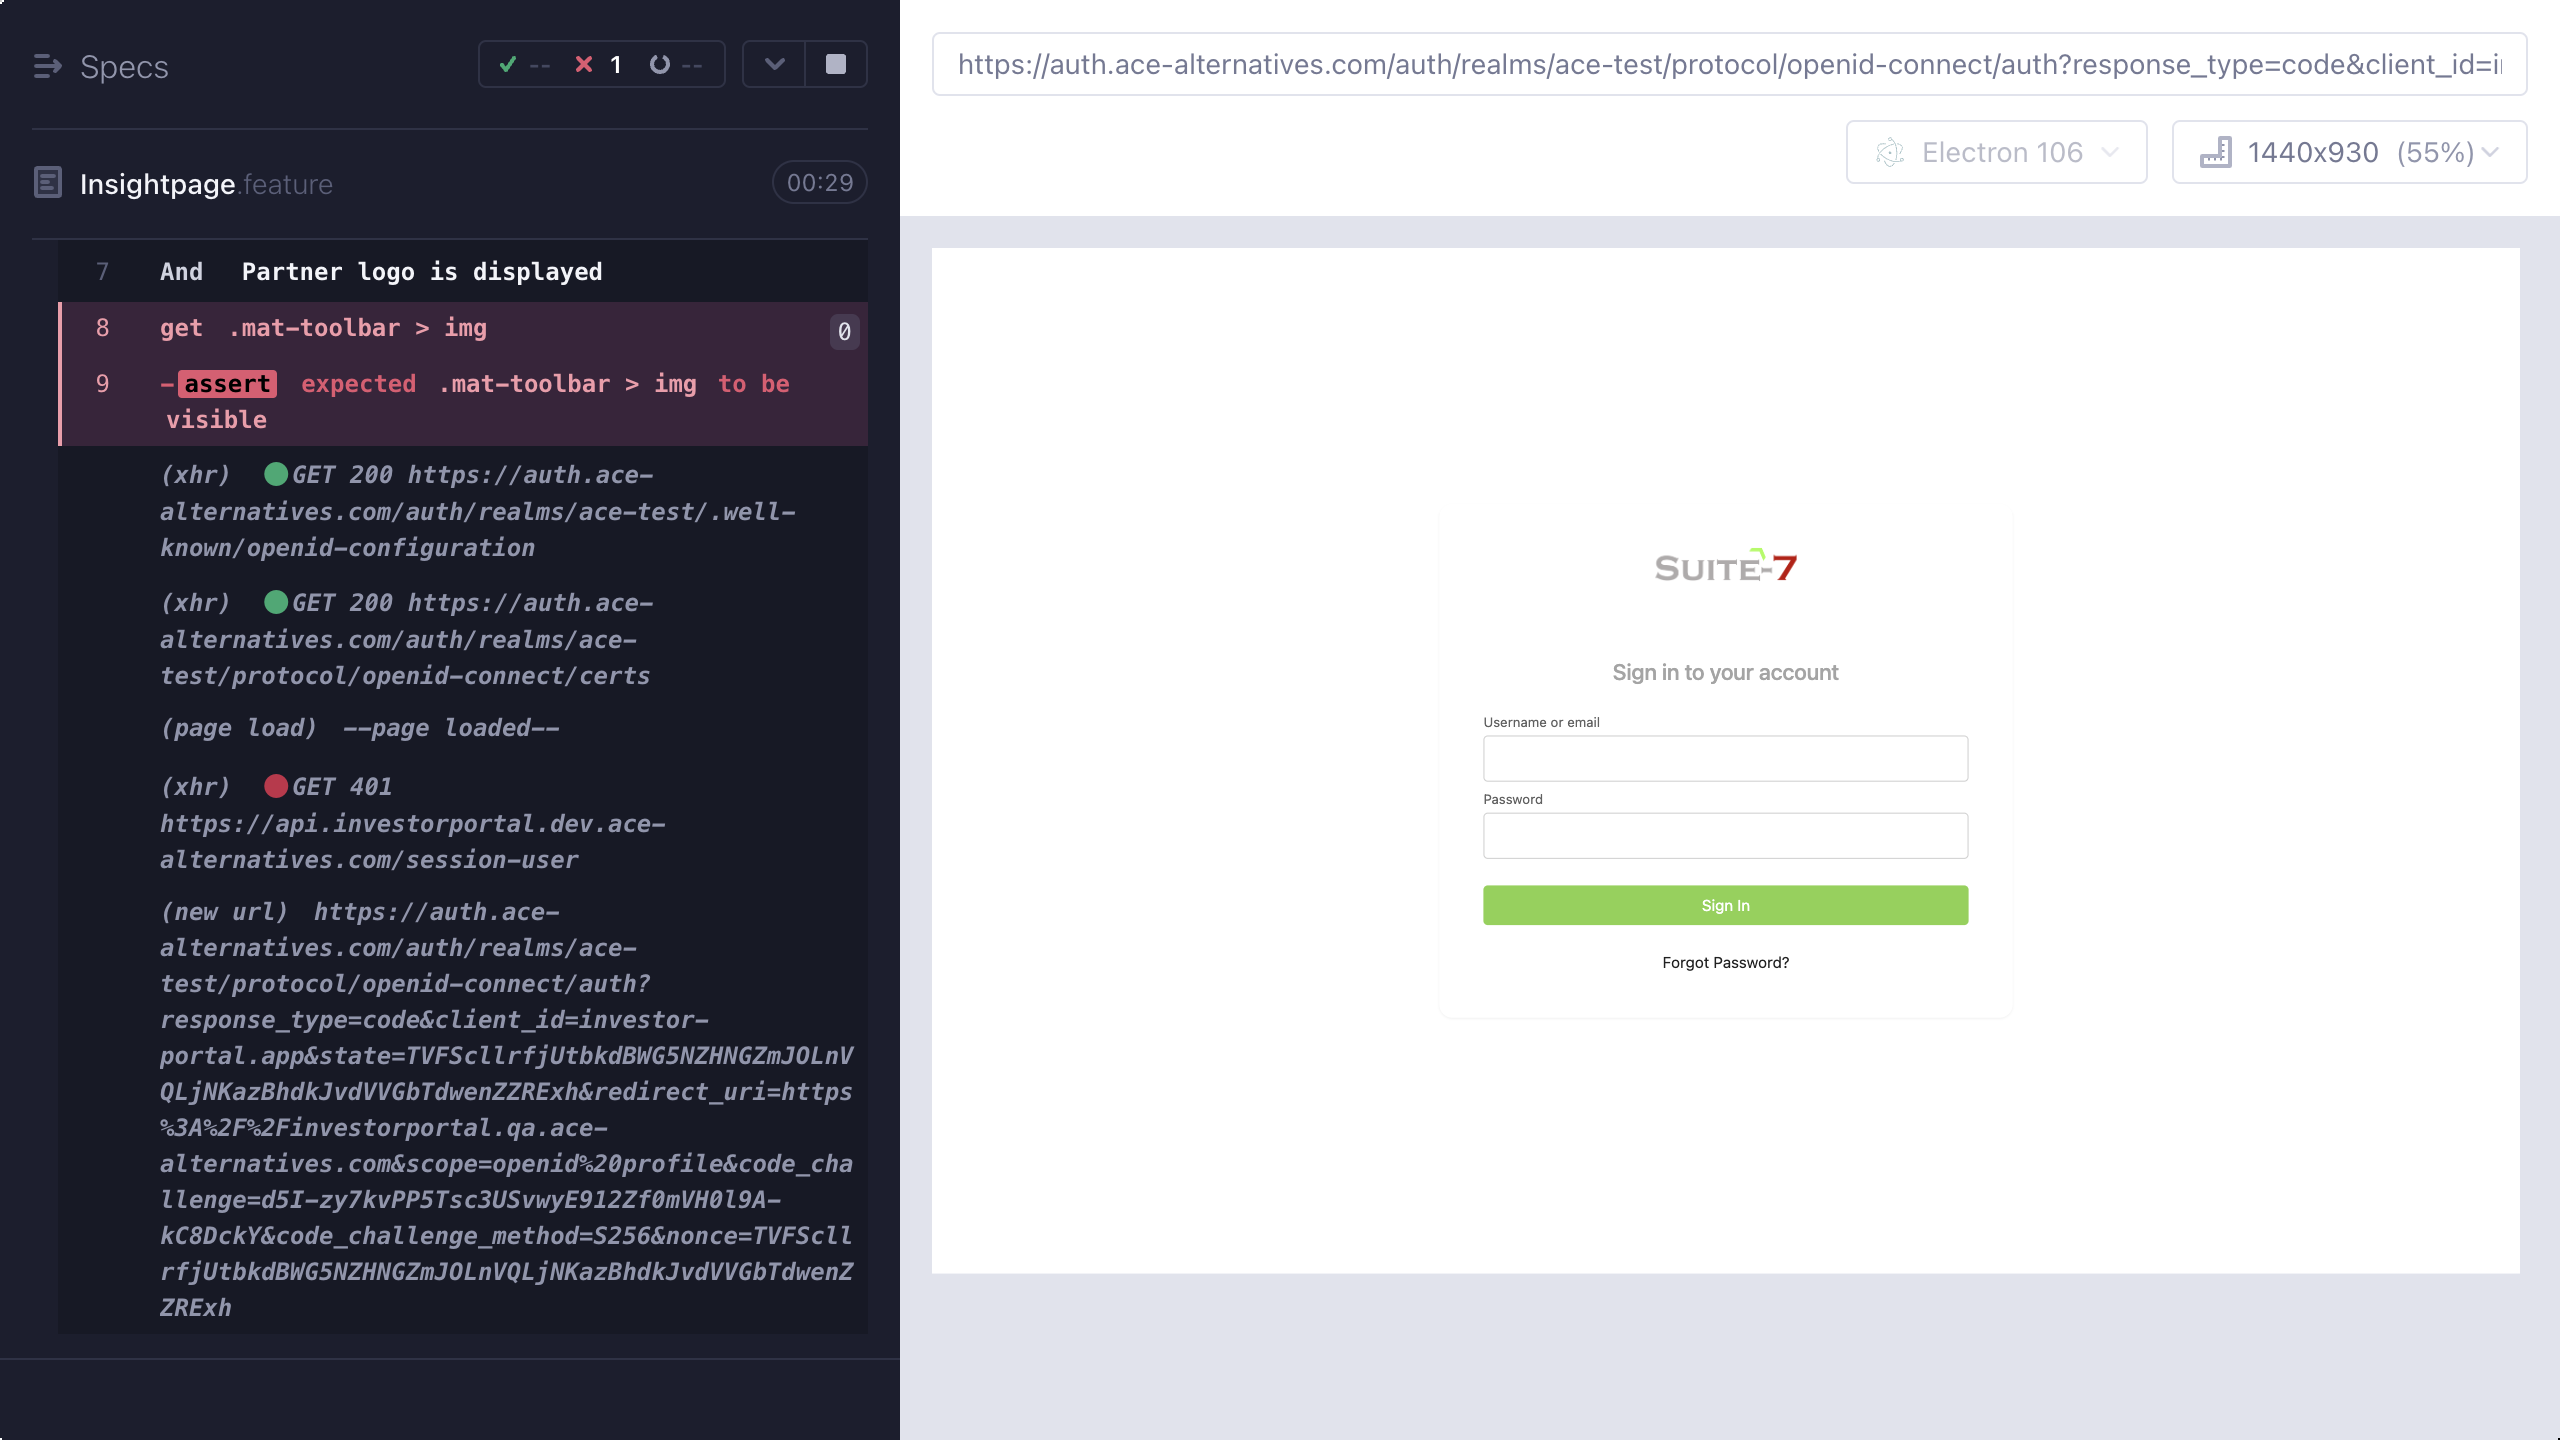 Specs
-- 1 --
Insightpage.feature 00:29
7 And Partner logo is displayed
8 get .mat-toolbar > img 0
9 -assert expected .mat-toolbar > img to be
visible
(xhr) GET 200 https://auth.ace-
alternatives.com/auth/realms/ace-test/.well-
known/openid-configuration
(xhr) GET 200 https://auth.ace-
alternatives.com/auth/realms/ace-
test/protocol/openid-connect/certs
(page load) --page loaded--
(xhr) GET 401
https://api.investorportal.dev.ace-
alternatives.com/session-user
(new url) https://auth.ace-
alternatives.com/auth/realms/ace-
test/protocol/openid-connect/auth?
response_type=code&client_id=investor-
portal.app&state=TVFScllrfjUtbkdBWG5NZHNGZmJOLnV
QLjNKazBhdkJvdVVGbTdwenZZRExh&redirect_uri=https
%3A%2F%2Finvestorportal.qa.ace-
alternatives.com&scope=openid%20profile&code_cha
llenge=d5I-zy7kvPP5Tsc3USvwyE912Zf0mVH0l9A-
kC8DckY&code_challenge_method=S256&nonce=TVFScll
rfjUtbkdBWG5NZHNGZmJOLnVQLjNKazBhdkJvdVVGbTdwenZ
ZRExh
https://auth.ace-alternatives.com/auth/realms/ace-test/protocol/openid-connect/auth?response_type=code&client_id=i
Electron 106
1440x930 (55%)
SUITE-7
Sign in to your account
Username or email
Password
Sign In
Forgot Password?